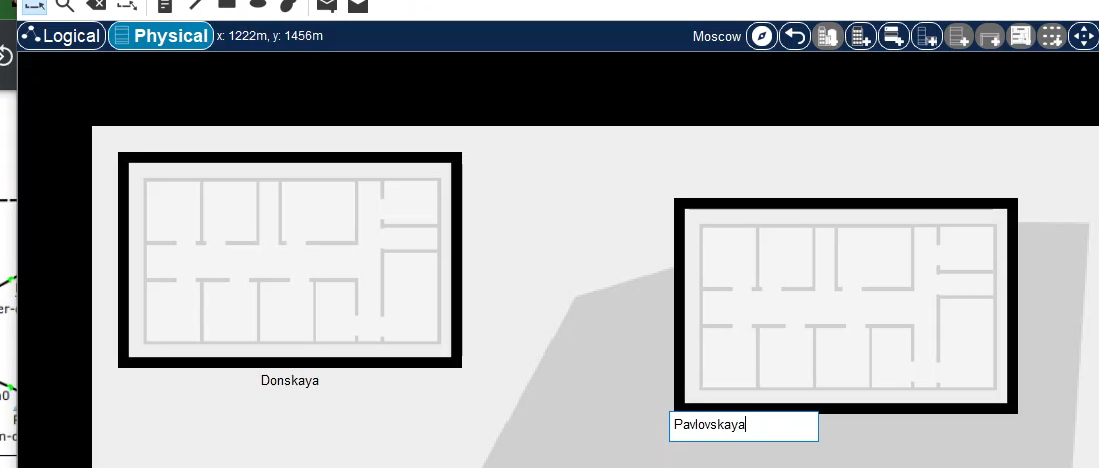 Logical Physical x: 1222m, y: 1456m Moscow
Donskaya
Pavlovskaya